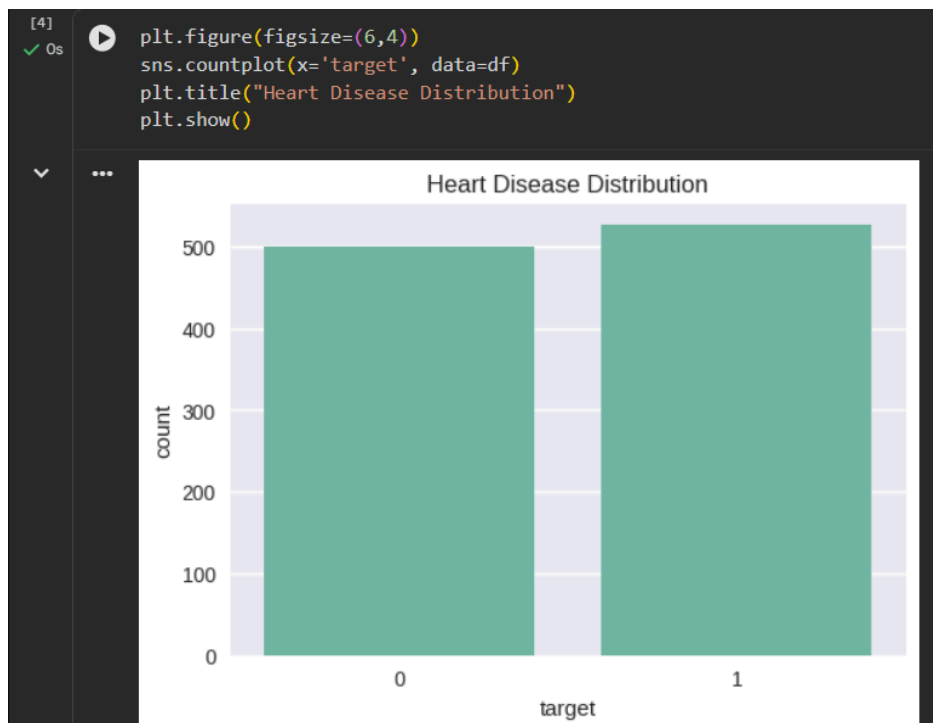 [4]
0s
plt.figure(figsize=(6,4))
sns.countplot(x='target', data=df)
plt.title("Heart Disease Distribution")
plt.show()
Heart Disease Distribution
500
400
300
200
100
0
count
0 1
target